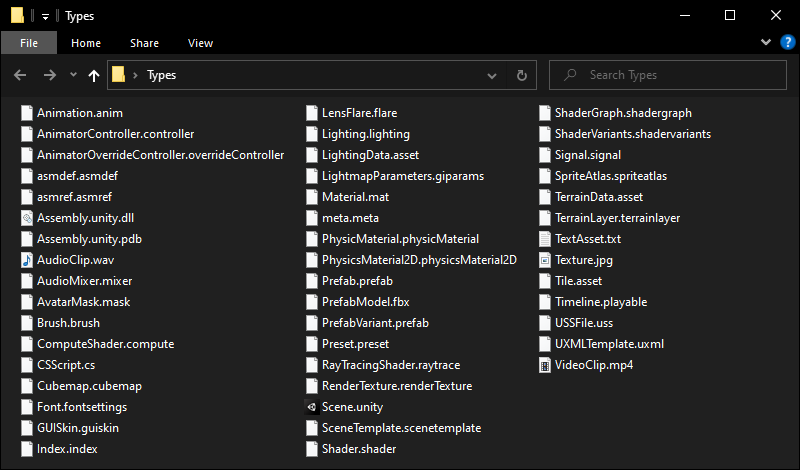 Types
File Home Share View
Types
Search Types
Animation.anim
AnimatorController.controller
AnimatorOverrideController.overrideController
asmdef.asmdef
asmref.asmref
Assembly.unity.dll
Assembly.unity.pdb
AudioClip.wav
AudioMixer.mixer
AvatarMask.mask
Brush.brush
ComputeShader.compute
CSScript.cs
Cubemap.cubemap
Font.fontsettings
GUISkin.guiskin
Index.index
LensFlare.flare
Lighting.lighting
LightingData.asset
LightmapParameters.giparams
Material.mat
meta.meta
PhysicMaterial.physicMaterial
PhysicsMaterial2D.physicsMaterial2D
Prefab.prefab
PrefabModel.fbx
PrefabVariant.prefab
Preset.preset
RayTracingShader.raytrace
RenderTexture.renderTexture
Scene.unity
SceneTemplate.scenetemplate
Shader.shader
ShaderGraph.shadergraph
ShaderVariants.shadervariants
Signal.signal
SpriteAtlas.spriteatlas
TerrainData.asset
TerrainLayer.terrainlayer
TextAsset.txt
Texture.jpg
Tile.asset
Timeline.playable
USSFile.uss
UXMLTemplate.uxml
VideoClip.mp4